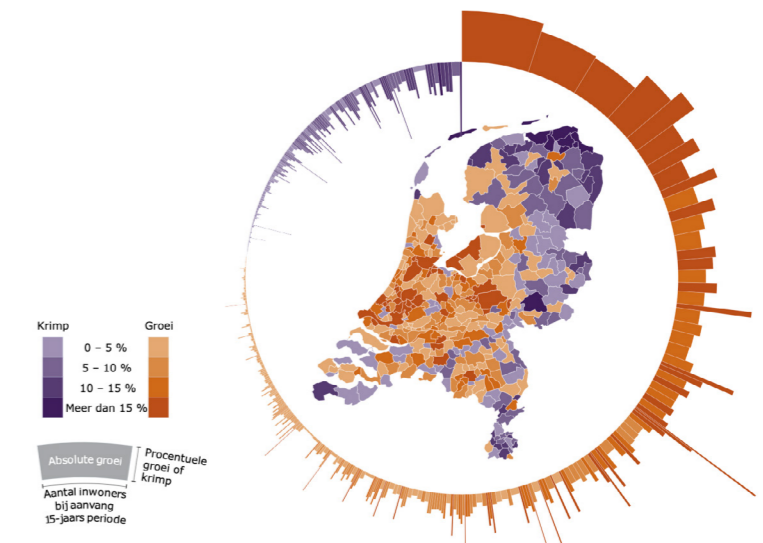 Krimp Groei
0 – 5 %
5 – 10 %
10 – 15 %
Meer dan 15 %
Absolute groei
Procentuele
groei of
krimp
Aantal inwoners
bij aanvang
15-jaars periode